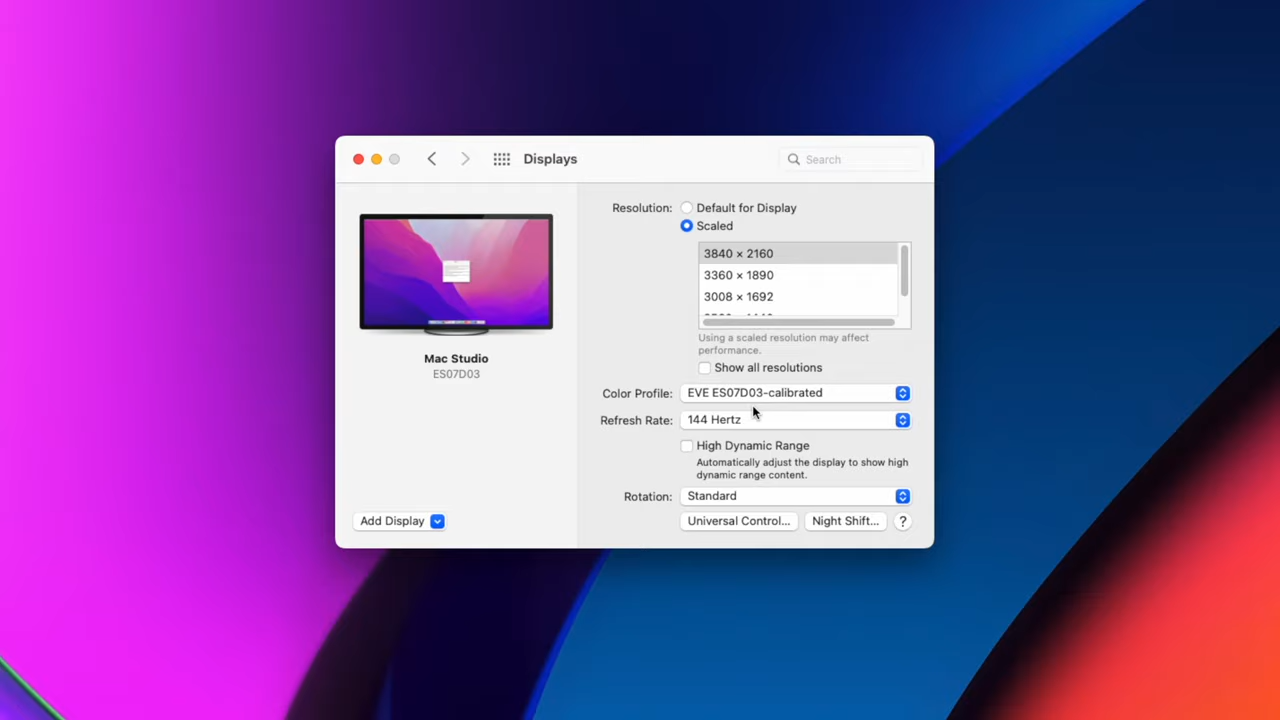 Displays
Search
Resolution:
Default for Display
Scaled
3840 × 2160
3360 × 1890
3008 × 1692
Using a scaled resolution may affect
performance.
Show all resolutions
Mac Studio
ES07D03
Color Profile:
EVE ES07D03-calibrated
Refresh Rate:
144 Hertz
High Dynamic Range
Automatically adjust the display to show high
dynamic range content.
Rotation:
Standard
Add Display
Universal Control...
Night Shift...
?